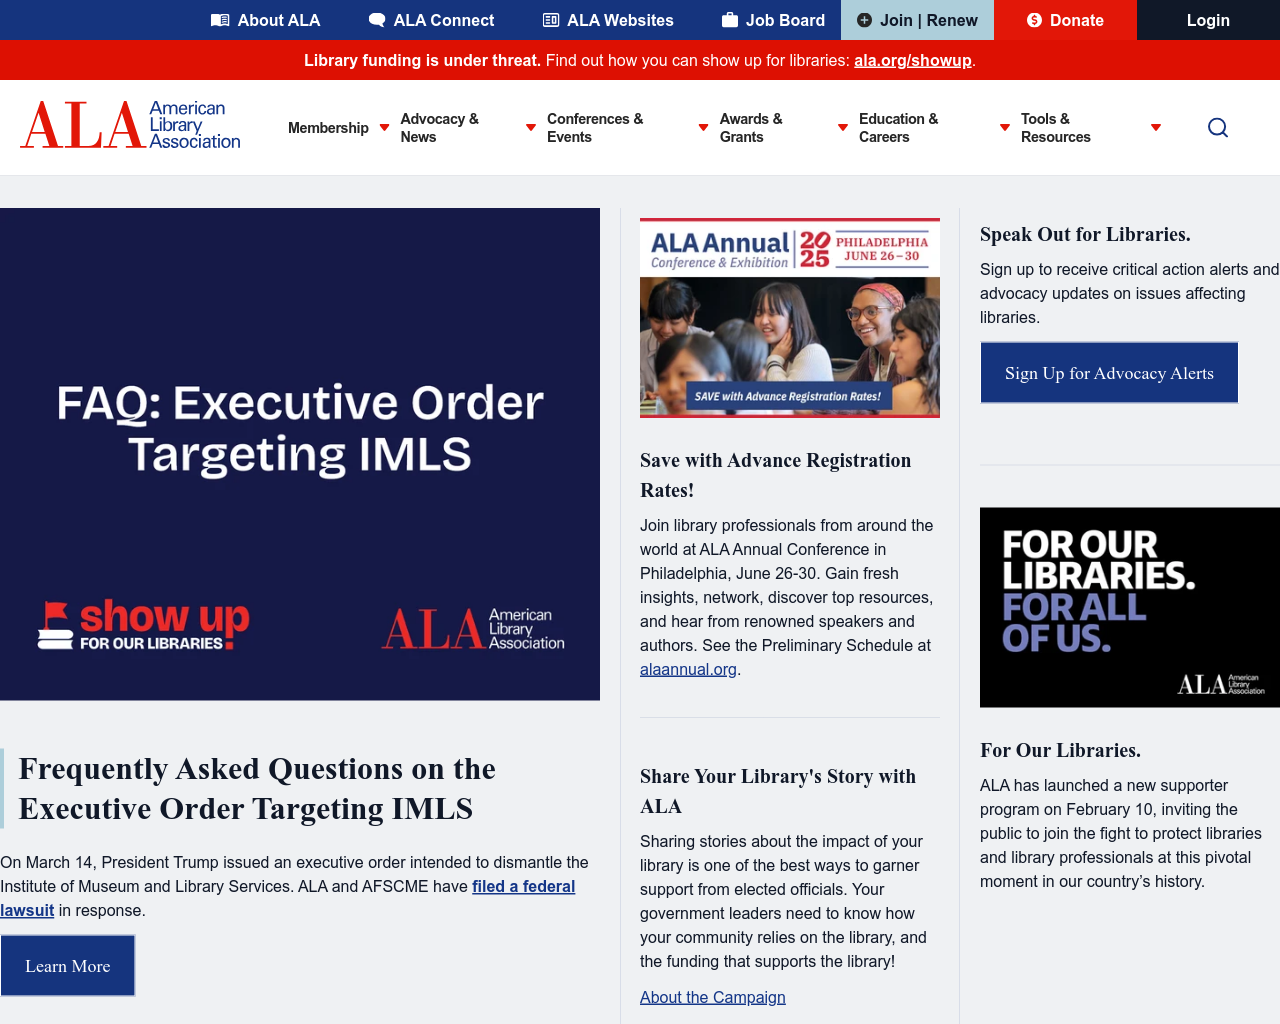 About ALA
ALA Connect
ALA Websites
Job Board
Join | Renew
Donate
Login
Library funding is under threat. Find out how you can show up for libraries: ala.org/showup.
ALA American
Library
Association
Membership
Advocacy &
News
Conferences &
Events
Awards &
Grants
Education &
Careers
Tools &
Resources
FAQ: Executive Order
Targeting IMLS
show up
FOR OUR LIBRARIES!
ALA American
Library
Association
Frequently Asked Questions on the
Executive Order Targeting IMLS
On March 14, President Trump issued an executive order intended to dismantle the
Institute of Museum and Library Services. ALA and AFSCME have filed a federal
lawsuit in response.
Learn More
ALA Annual
Conference & Exhibition
20
25
PHILADELPHIA
JUNE 26–30
SAVE with Advance Registration Rates!
Save with Advance Registration
Rates!
Join library professionals from around the
world at ALA Annual Conference in
Philadelphia, June 26-30. Gain fresh
insights, network, discover top resources,
and hear from renowned speakers and
authors. See the Preliminary Schedule at
alaannual.org.
Share Your Library's Story with
ALA
Sharing stories about the impact of your
library is one of the best ways to garner
support from elected officials. Your
government leaders need to know how
your community relies on the library, and
the funding that supports the library!
About the Campaign
Speak Out for Libraries.
Sign up to receive critical action alerts and
advocacy updates on issues affecting
libraries.
Sign Up for Advocacy Alerts
FOR OUR
LIBRARIES.
FOR ALL
OF US.
ALA American
Library
Association
For Our Libraries.
ALA has launched a new supporter
program on February 10, inviting the
public to join the fight to protect libraries
and library professionals at this pivotal
moment in our country’s history.